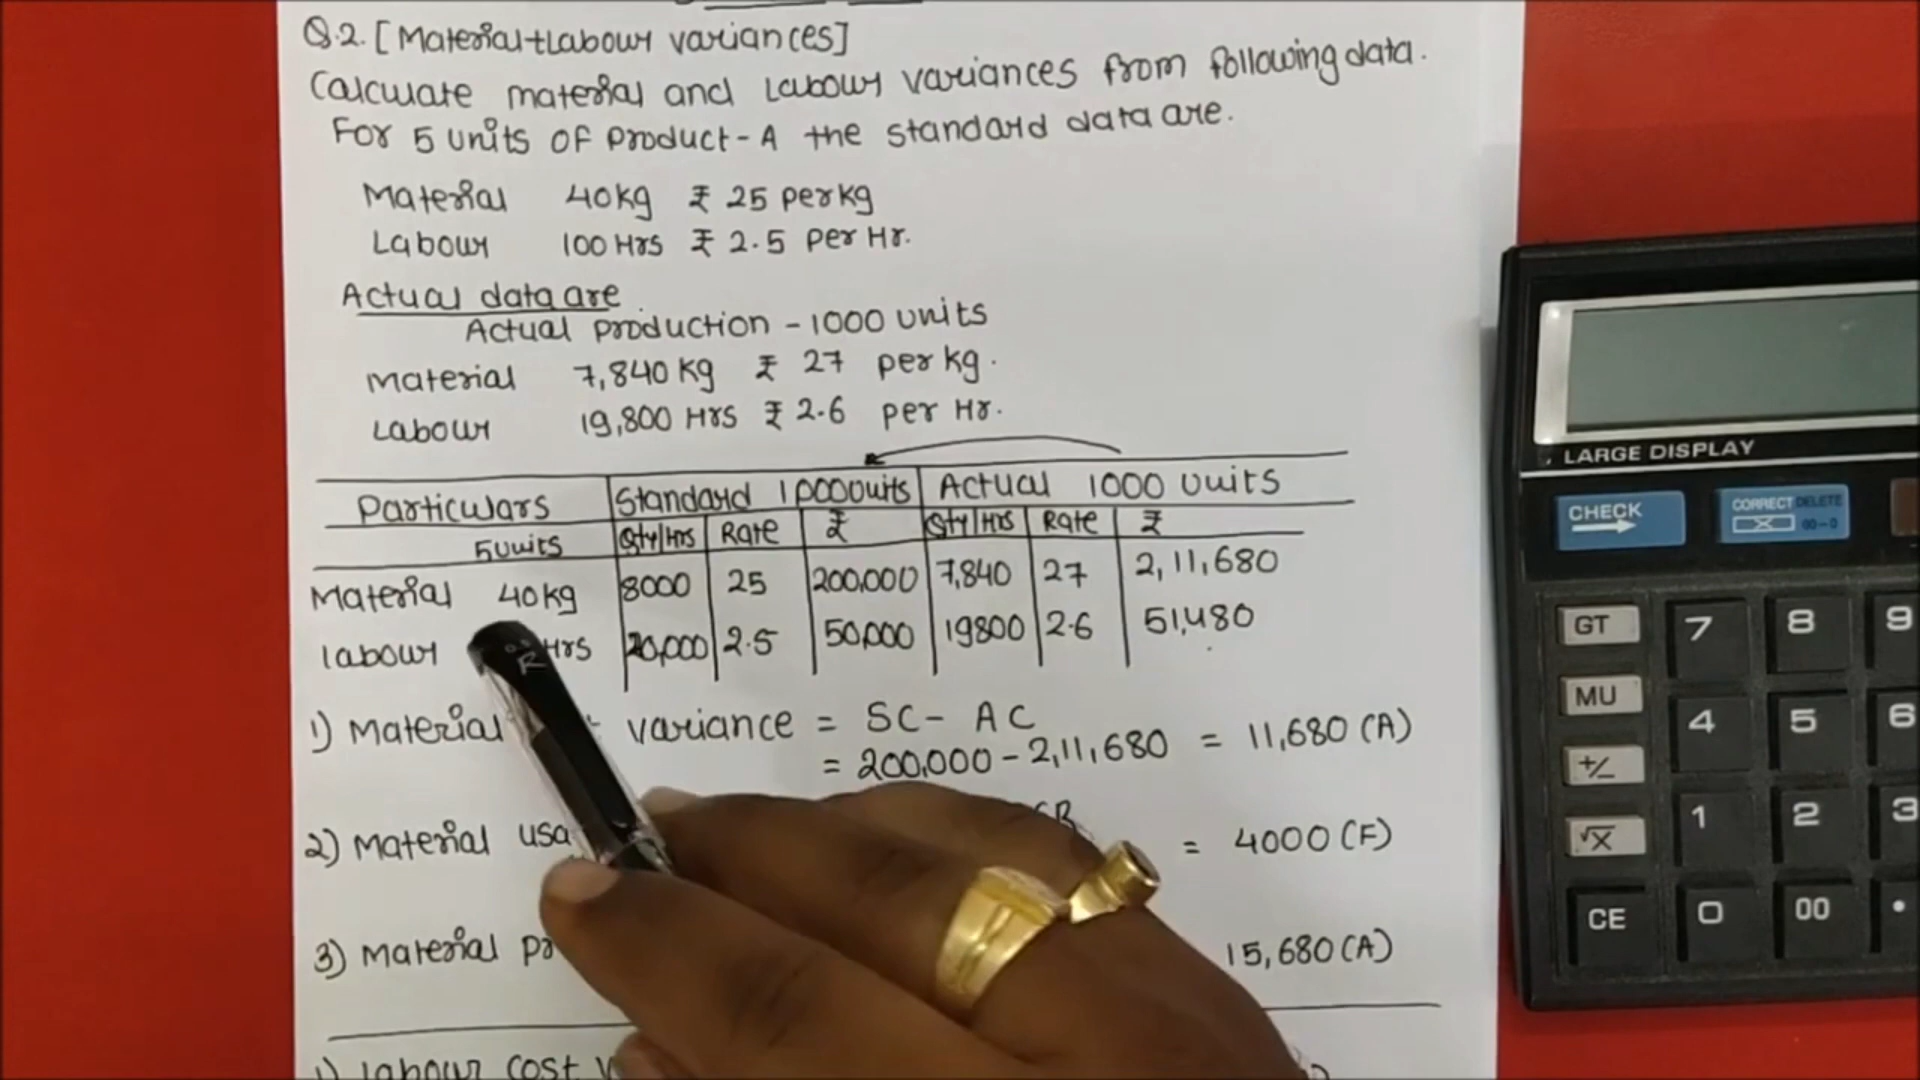 Q.2. [Material+Labour variances]
Calculate material and Labour variances from following data.
For 5 units of product-A the standard data are.
Material 40kg ₹ 25 per kg
Labour 100 Hrs ₹ 2.5 per Hr.
Actual data are
Actual production - 1000 units
Material 7,840 kg ₹ 27 per kg.
Labour 19,800 Hrs ₹ 2.6 per Hr.
Particulars Standard 1000 units Actual 1000 units
5 units Qty/Hrs Rate ₹ Qty/Hrs Rate ₹
Material 40kg 8000 25 200,000 7,840 27 2,11,680
labour Hrs 20,000 2.5 50,000 19800 2.6 51,480
1) Material variance = SC - AC
= 200,000 - 2,11,680 = 11,680 (A)
2) Material = 4000 (F)
3) Material 15,680 (A)
1) Labour cost
LARGE DISPLAY
CHECK CORRECT DELETE 00→0
GT 7 8 9
MU 4 5 6
+/- 1 2 3
√X 0 00 •
CE